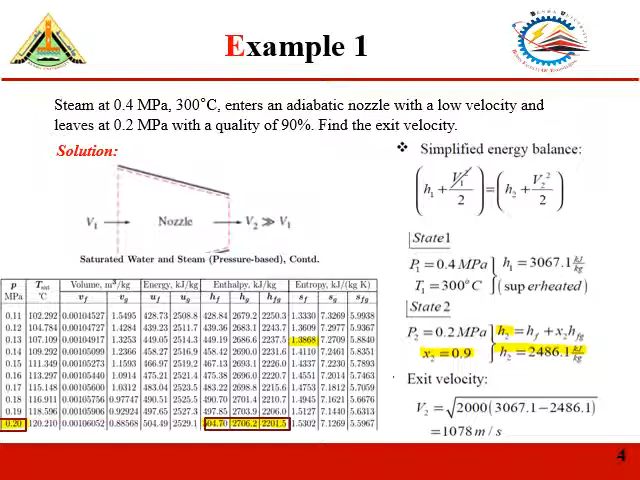 Example 1
Steam at 0.4 MPa, 300°C, enters an adiabatic nozzle with a low velocity and
leaves at 0.2 MPa with a quality of 90%. Find the exit velocity.
Solution:
V₁ Nozzle V₂ ≫ V₁
Saturated Water and Steam (Pressure-based), Contd.
p Tsat Volume, m³/kg Energy, kJ/kg Enthalpy, kJ/kg Entropy, kJ/(kg K)
MPa °C vf vg uf ug hf hg hfg sf sg sfg
0.11 102.292 0.00104527 1.5495 428.73 2508.8 428.84 2679.2 2250.3 1.3330 7.3269 5.9938
0.12 104.784 0.00104727 1.4284 439.23 2511.7 439.36 2683.1 2243.7 1.3609 7.2977 5.9367
0.13 107.109 0.00104917 1.3253 449.05 2514.3 449.19 2686.6 2237.5 1.3868 7.2709 5.8840
0.14 109.292 0.00105099 1.2366 458.27 2516.9 458.42 2690.0 2231.6 1.4110 7.2461 5.8351
0.15 111.349 0.00105273 1.1593 466.97 2519.2 467.13 2693.1 2226.0 1.4337 7.2230 5.7893
0.16 113.297 0.00105440 1.0914 475.21 2521.4 475.38 2696.0 2220.7 1.4551 7.2014 5.7463
0.17 115.148 0.00105600 1.0312 483.04 2523.5 483.22 2698.8 2215.6 1.4753 7.1812 5.7059
0.18 116.911 0.00105756 0.97747 490.51 2525.5 490.70 2701.4 2210.7 1.4945 7.1621 5.6676
0.19 118.596 0.00105906 0.92924 497.65 2527.3 497.85 2703.9 2206.0 1.5127 7.1440 5.6313
0.20 120.210 0.00106052 0.88568 504.49 2529.1 504.70 2706.2 2201.5 1.5302 7.1269 5.5967
❖ Simplified energy balance:
(h₁ + V₁²/2) = (h₂ + V₂²/2)
State1
P₁ = 0.4 MPa h₁ = 3067.1 kJ/kg
T₁ = 300° C (sup erheated)
State2
P₂ = 0.2 MPa h₂ = hf + x₂hfg
x₂ = 0.9 h₂ = 2486.1 kJ/kg
Exit velocity:
V₂ = √2000(3067.1−2486.1)
= 1078 m / s
4